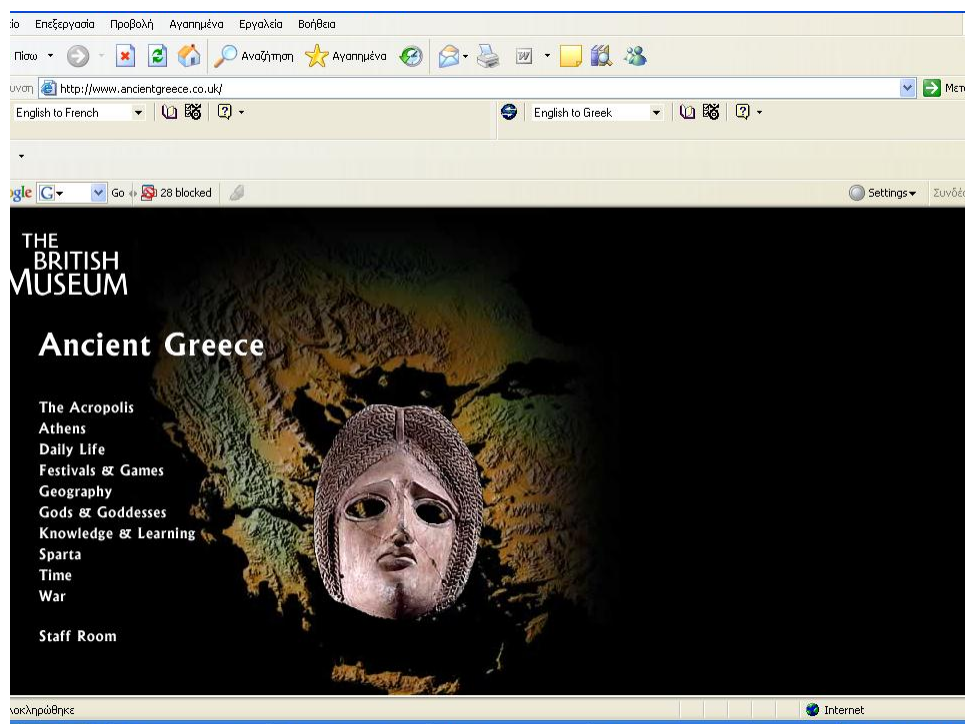 Επεξεργασία Προβολή Αγαπημένα Εργαλεία Βοήθεια
Πίσω Αναζήτηση Αγαπημένα
http://www.ancientgreece.co.uk/
English to French English to Greek
Go 28 blocked Settings
THE
BRITISH
MUSEUM
Ancient Greece
The Acropolis
Athens
Daily Life
Festivals & Games
Geography
Gods & Goddesses
Knowledge & Learning
Sparta
Time
War
Staff Room
Internet